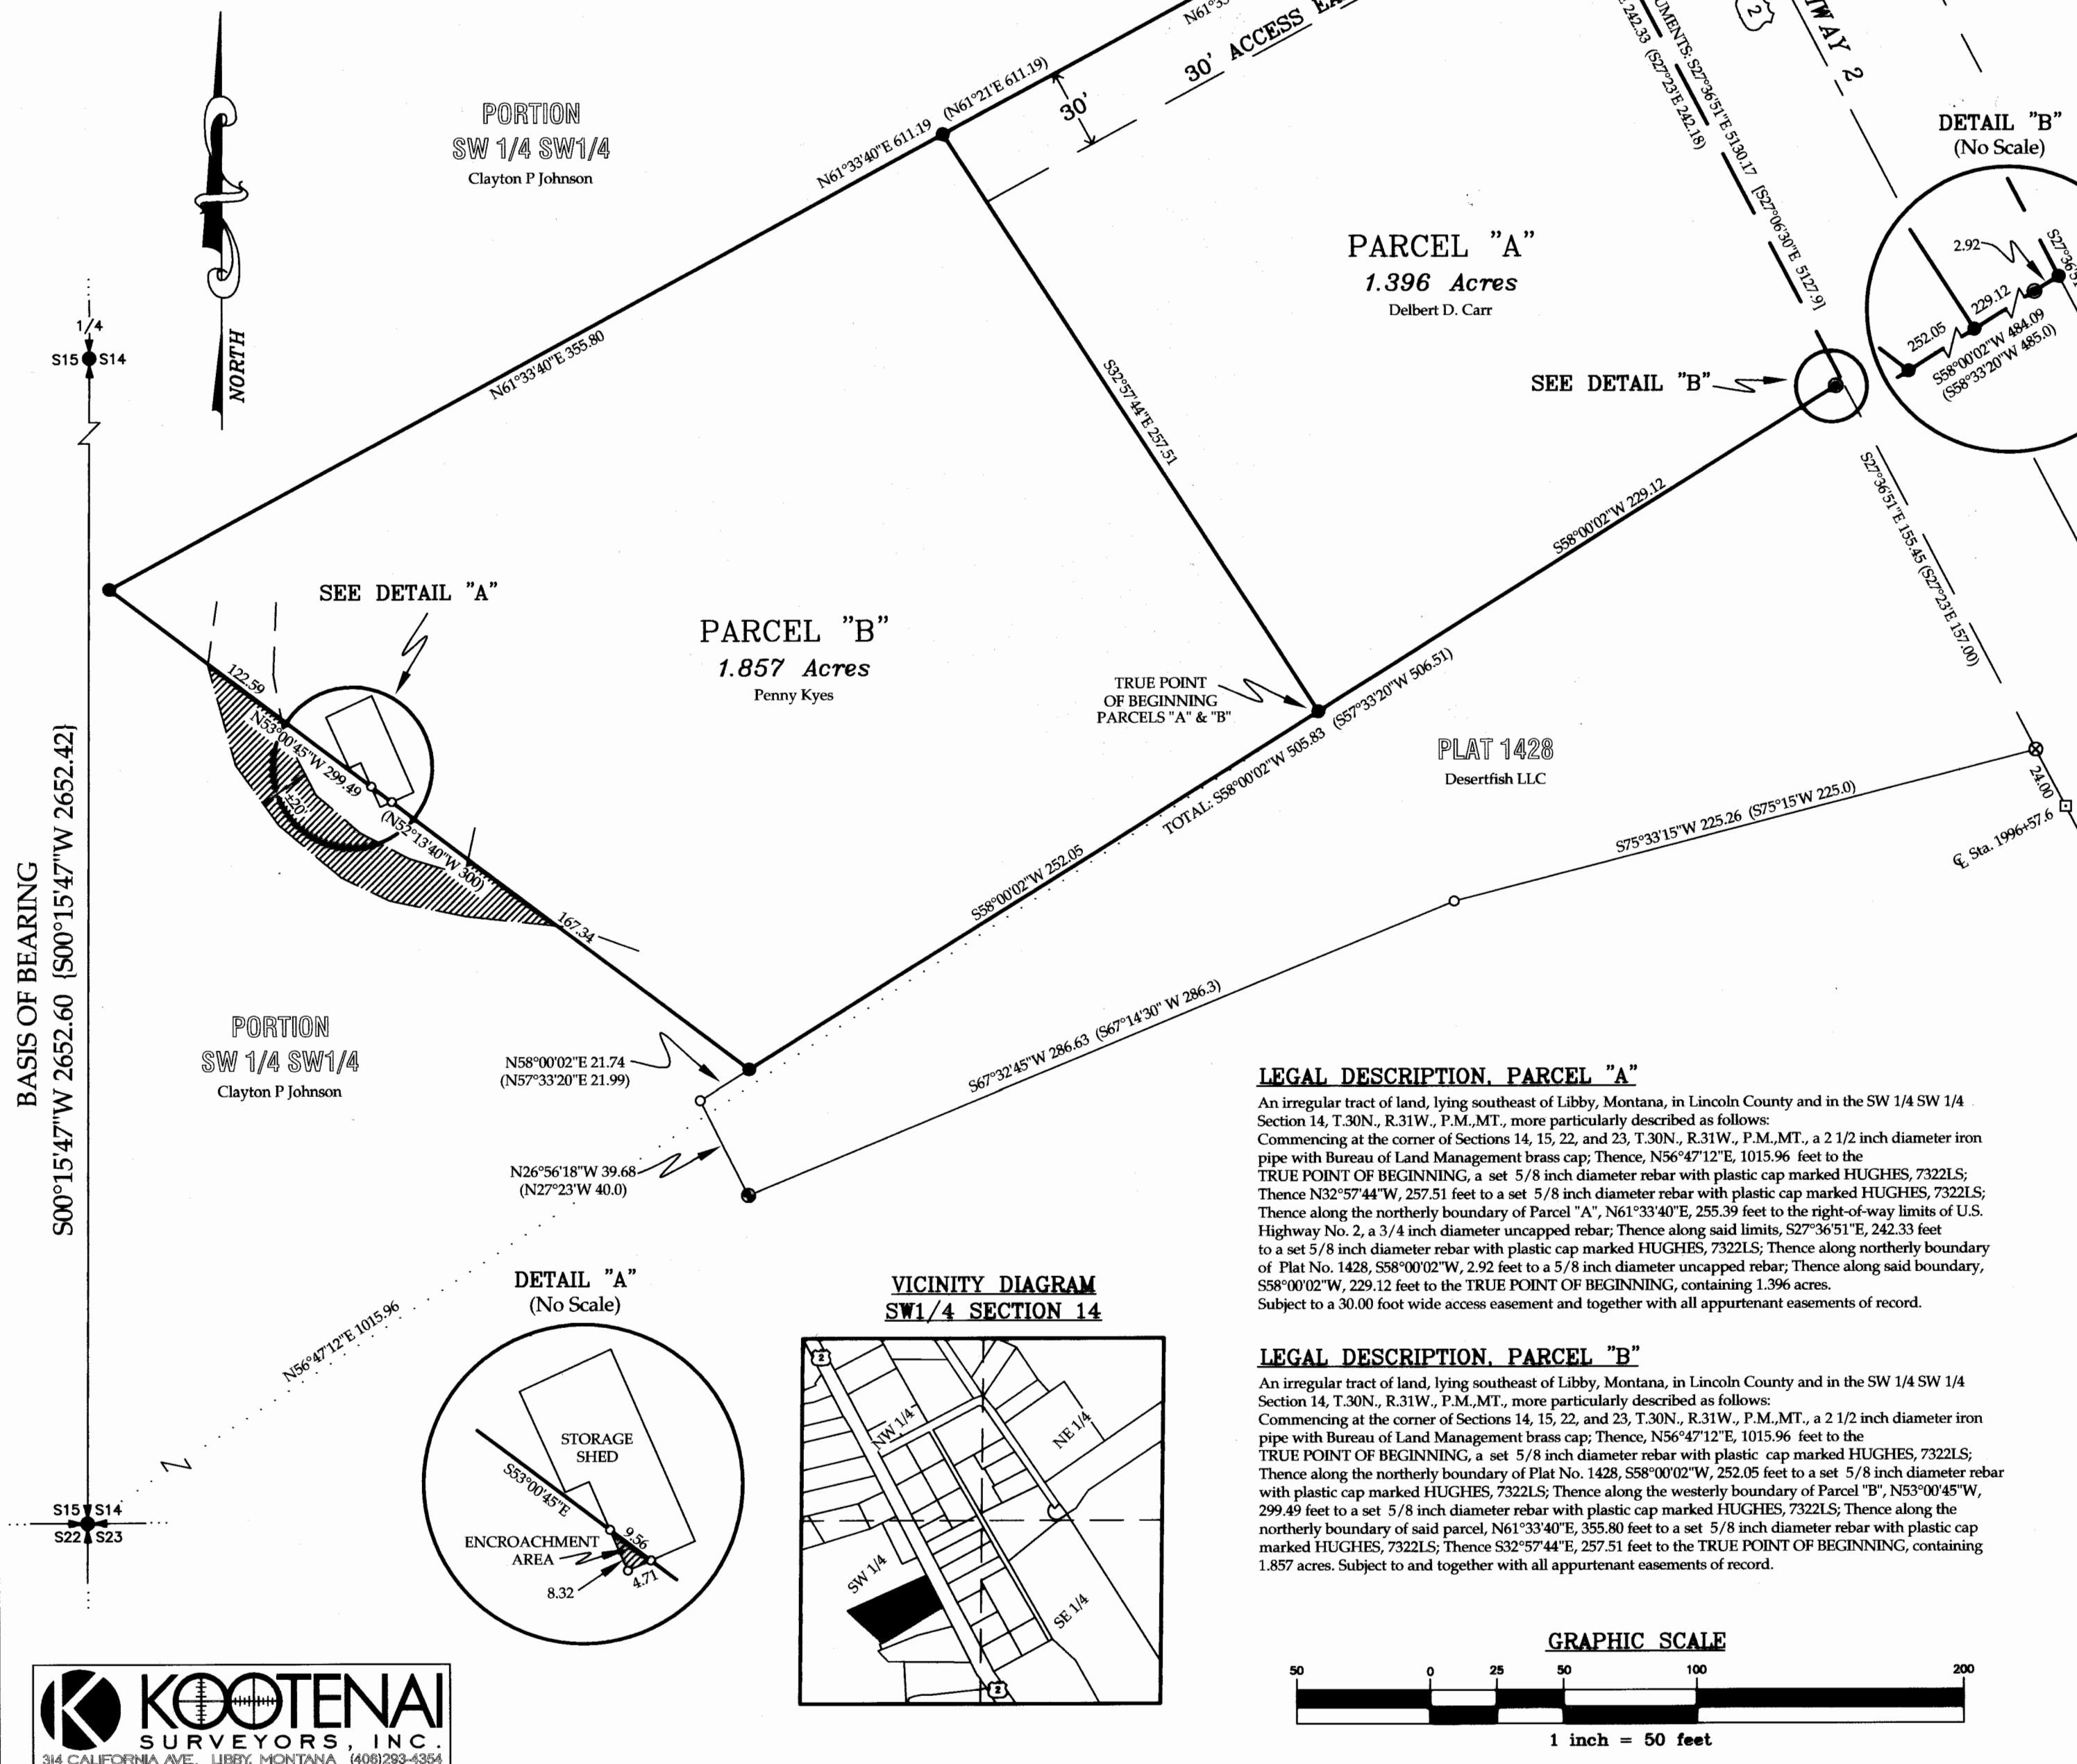 N61°33'
30' ACCESS EA
(N61°21'E 611.19)
N61°33'40"E 611.19
30'
PORTION
SW 1/4 SW1/4
Clayton P Johnson
242.33 (S27°23'E 242.18)
UMENTS: S27°36'51"E 5130.17 [S27°06'30"E 5127.9]
2
WAY 2
DETAIL "B"
(No Scale)
2.92
229.12
252.05
S58°00'02"W 484.09
(S58°33'20"W 485.0)
S27°36'5
PARCEL "A"
1.396 Acres
Delbert D. Carr
SEE DETAIL "B"
1/4
S15 S14
NORTH
N61°33'40"E 355.80
S32°57'44"E 257.51
S58°00'02"W 229.12
S27°36'51"E 155.45 (S27°23'E 157.00)
SEE DETAIL "A"
PARCEL "B"
1.857 Acres
Penny Kyes
TRUE POINT
OF BEGINNING
PARCELS "A" & "B"
122.59
N53°00'45"W 299.49
±20'
(N52°13'40"W 300)
167.34
TOTAL: S58°00'02"W 505.83 (S57°33'20"W 506.51)
S58°00'02"W 252.05
PLAT 1428
Desertfish LLC
S75°33'15"W 225.26 (S75°15'W 225.0)
24.00
℄ Sta. 1996+57.6
S67°32'45"W 286.63 (S67°14'30" W 286.3)
BASIS OF BEARING
S00°15'47"W 2652.60 {S00°15'47"W 2652.42}
PORTION
SW 1/4 SW1/4
Clayton P Johnson
N58°00'02"E 21.74
(N57°33'20"E 21.99)
N26°56'18"W 39.68
(N27°23'W 40.0)
N56°47'12"E 1015.96
S15 S14
S22 S23
DETAIL "A"
(No Scale)
STORAGE
SHED
S53°00'45"E
9.56
ENCROACHMENT
AREA
8.32
4.71
VICINITY DIAGRAM
SW1/4 SECTION 14
2
NW 1/4
NE 1/4
SW 1/4
SE 1/4
2
LEGAL DESCRIPTION, PARCEL "A"
An irregular tract of land, lying southeast of Libby, Montana, in Lincoln County and in the SW 1/4 SW 1/4
Section 14, T.30N., R.31W., P.M.,MT., more particularly described as follows:
Commencing at the corner of Sections 14, 15, 22, and 23, T.30N., R.31W., P.M.,MT., a 2 1/2 inch diameter iron
pipe with Bureau of Land Management brass cap; Thence, N56°47'12"E, 1015.96 feet to the
TRUE POINT OF BEGINNING, a set 5/8 inch diameter rebar with plastic cap marked HUGHES, 7322LS;
Thence N32°57'44"W, 257.51 feet to a set 5/8 inch diameter rebar with plastic cap marked HUGHES, 7322LS;
Thence along the northerly boundary of Parcel "A", N61°33'40"E, 255.39 feet to the right-of-way limits of U.S.
Highway No. 2, a 3/4 inch diameter uncapped rebar; Thence along said limits, S27°36'51"E, 242.33 feet
to a set 5/8 inch diameter rebar with plastic cap marked HUGHES, 7322LS; Thence along northerly boundary
of Plat No. 1428, S58°00'02"W, 2.92 feet to a 5/8 inch diameter uncapped rebar; Thence along said boundary,
S58°00'02"W, 229.12 feet to the TRUE POINT OF BEGINNING, containing 1.396 acres.
Subject to a 30.00 foot wide access easement and together with all appurtenant easements of record.
LEGAL DESCRIPTION, PARCEL "B"
An irregular tract of land, lying southeast of Libby, Montana, in Lincoln County and in the SW 1/4 SW 1/4
Section 14, T.30N., R.31W., P.M.,MT., more particularly described as follows:
Commencing at the corner of Sections 14, 15, 22, and 23, T.30N., R.31W., P.M.,MT., a 2 1/2 inch diameter iron
pipe with Bureau of Land Management brass cap; Thence, N56°47'12"E, 1015.96 feet to the
TRUE POINT OF BEGINNING, a set 5/8 inch diameter rebar with plastic cap marked HUGHES, 7322LS;
Thence along the northerly boundary of Plat No. 1428, S58°00'02"W, 252.05 feet to a set 5/8 inch diameter rebar
with plastic cap marked HUGHES, 7322LS; Thence along the westerly boundary of Parcel "B", N53°00'45"W,
299.49 feet to a set 5/8 inch diameter rebar with plastic cap marked HUGHES, 7322LS; Thence along the
northerly boundary of said parcel, N61°33'40"E, 355.80 feet to a set 5/8 inch diameter rebar with plastic cap
marked HUGHES, 7322LS; Thence S32°57'44"E, 257.51 feet to the TRUE POINT OF BEGINNING, containing
1.857 acres. Subject to and together with all appurtenant easements of record.
GRAPHIC SCALE
50 0 25 50 100 200
1 inch = 50 feet
K KOOTENAI
SURVEYORS, INC.
314 CALIFORNIA AVE. LIBBY, MONTANA (406)293-4354